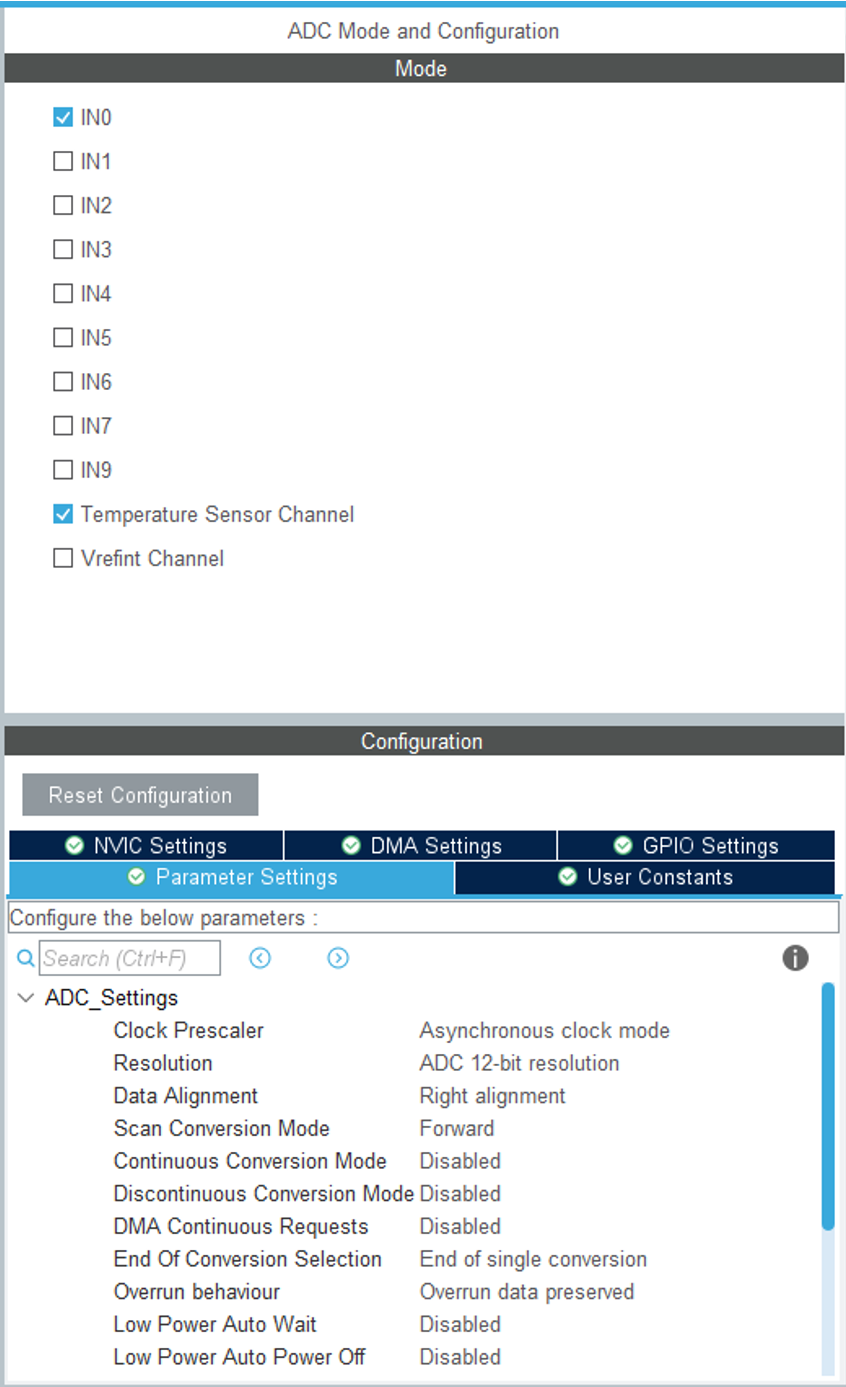 ADC Mode and Configuration
Mode
IN0
IN1
IN2
IN3
IN4
IN5
IN6
IN7
IN9
Temperature Sensor Channel
Vrefint Channel
Configuration
Reset Configuration
NVIC Settings DMA Settings GPIO Settings
Parameter Settings User Constants
Configure the below parameters :
Search (Ctrl+F)
ADC_Settings
Clock Prescaler Asynchronous clock mode
Resolution ADC 12-bit resolution
Data Alignment Right alignment
Scan Conversion Mode Forward
Continuous Conversion Mode Disabled
Discontinuous Conversion Mode Disabled
DMA Continuous Requests Disabled
End Of Conversion Selection End of single conversion
Overrun behaviour Overrun data preserved
Low Power Auto Wait Disabled
Low Power Auto Power Off Disabled